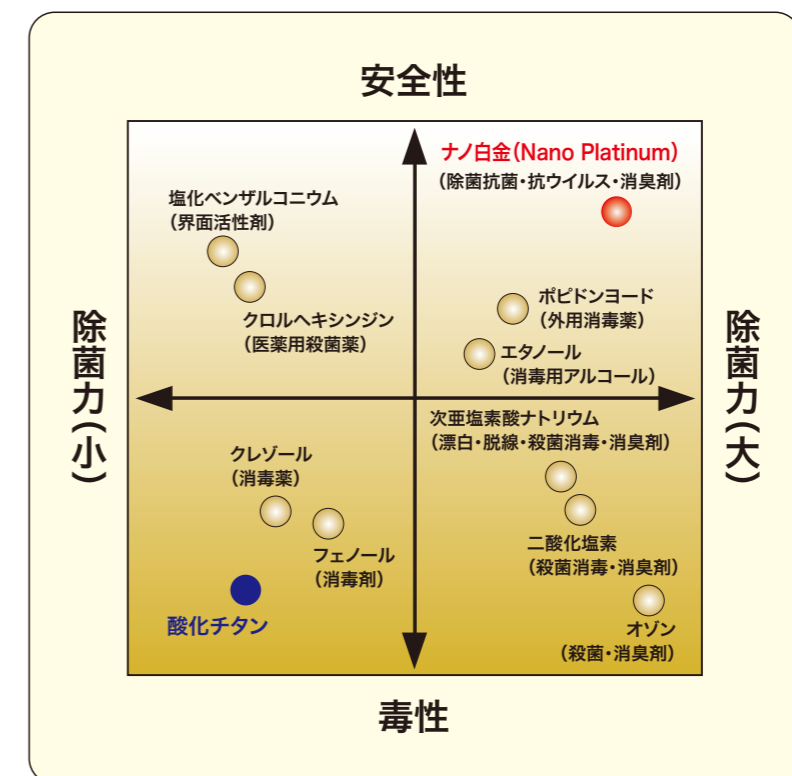 安全性
ナノ白金(Nano Platinum)
(除菌抗菌・抗ウイルス・消臭剤)
塩化ベンザルコニウム
(界面活性剤)
クロルヘキシンジン
(医薬用殺菌薬)
ポピドンヨード
(外用消毒薬)
エタノール
(消毒用アルコール)
除菌力(小)
除菌力(大)
次亜塩素酸ナトリウム
(漂白・脱線・殺菌消毒・消臭剤)
クレゾール
(消毒薬)
フェノール
(消毒剤)
二酸化塩素
(殺菌消毒・消臭剤)
酸化チタン
オゾン
(殺菌・消臭剤)
毒性